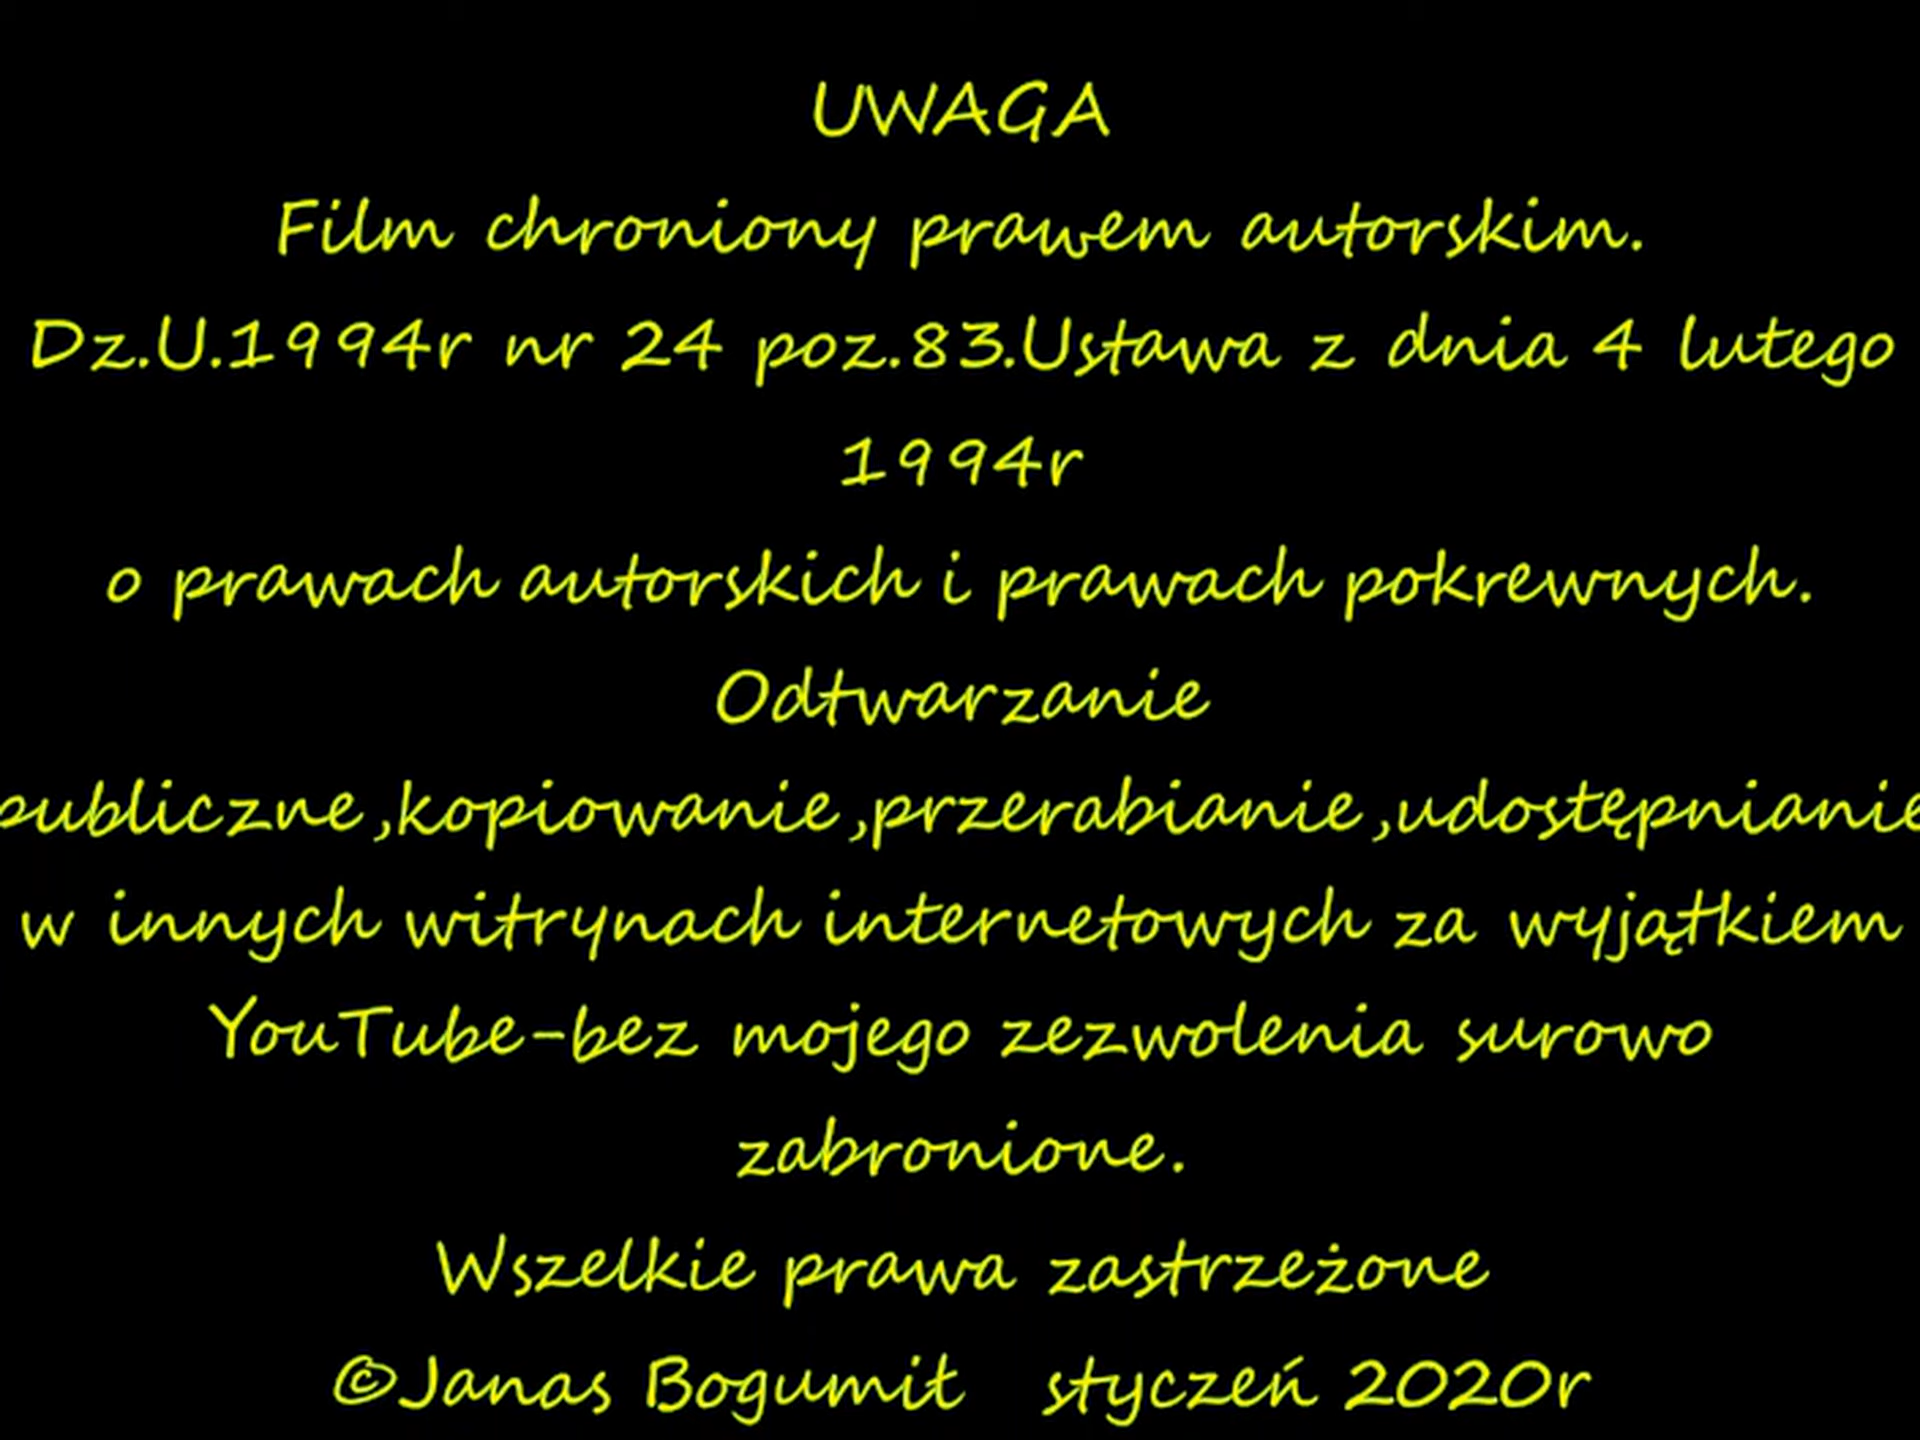 UWAGA
Film chroniony prawem autorskim.
Dz.U.1994r nr 24 poz.83.Ustawa z dnia 4 lutego
1994r
o prawach autorskich i prawach pokrewnych.
Odtwarzanie
publiczne,kopiowanie,przerabianie,udostępnianie
w innych witrynach internetowych za wyjątkiem
YouTube-bez mojego zezwolenia surowo
zabronione.
Wszelkie prawa zastrzeżone
©Janas Bogumił styczeń 2020r